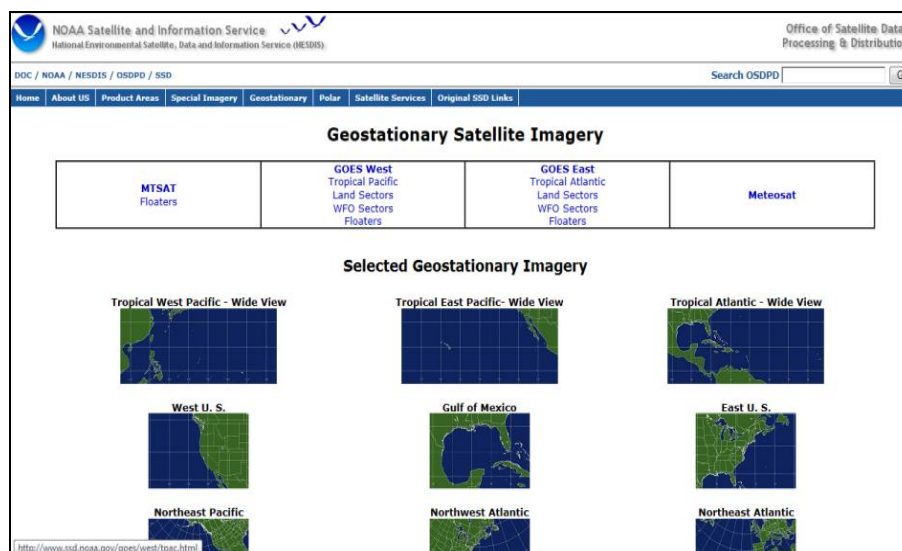 NOAA Satellite and Information Service
National Environmental Satellite, Data and Information Service (NESDIS)
Office of Satellite Data
Processing & Distributio
DOC / NOAA / NESDIS / OSDPD / SSD
Search OSDPD
G
Home About US Product Areas Special Imagery Geostationary Polar Satellite Services Original SSD Links
Geostationary Satellite Imagery
MTSAT
Floaters
GOES West
Tropical Pacific
Land Sectors
WFO Sectors
Floaters
GOES East
Tropical Atlantic
Land Sectors
WFO Sectors
Floaters
Meteosat
Selected Geostationary Imagery
Tropical West Pacific - Wide View
Tropical East Pacific- Wide View
Tropical Atlantic - Wide View
West U. S.
Gulf of Mexico
East U. S.
Northeast Pacific
Northwest Atlantic
Northeast Atlantic
http://www.ssd.noaa.gov/goes/west/tpac.html